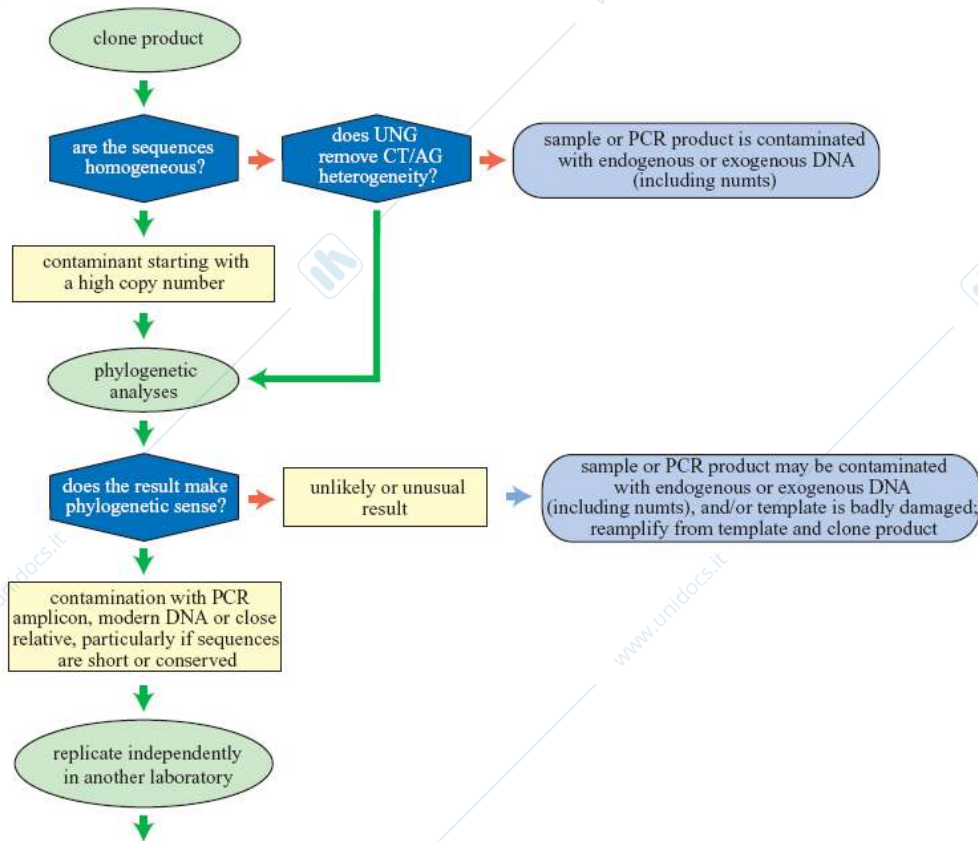 clone product
are the sequences
homogeneous?
does UNG
remove CT/AG
heterogeneity?
sample or PCR product is contaminated
with endogenous or exogenous DNA
(including numts)
contaminant starting with
a high copy number
phylogenetic
analyses
does the result make
phylogenetic sense?
unlikely or unusual
result
sample or PCR product may be contaminated
with endogenous or exogenous DNA
(including numts), and/or template is badly damaged;
reamplify from template and clone product
contamination with PCR
amplicon, modern DNA or close
relative, particularly if sequences
are short or conserved
replicate independently
in another laboratory
www.unidocs.it